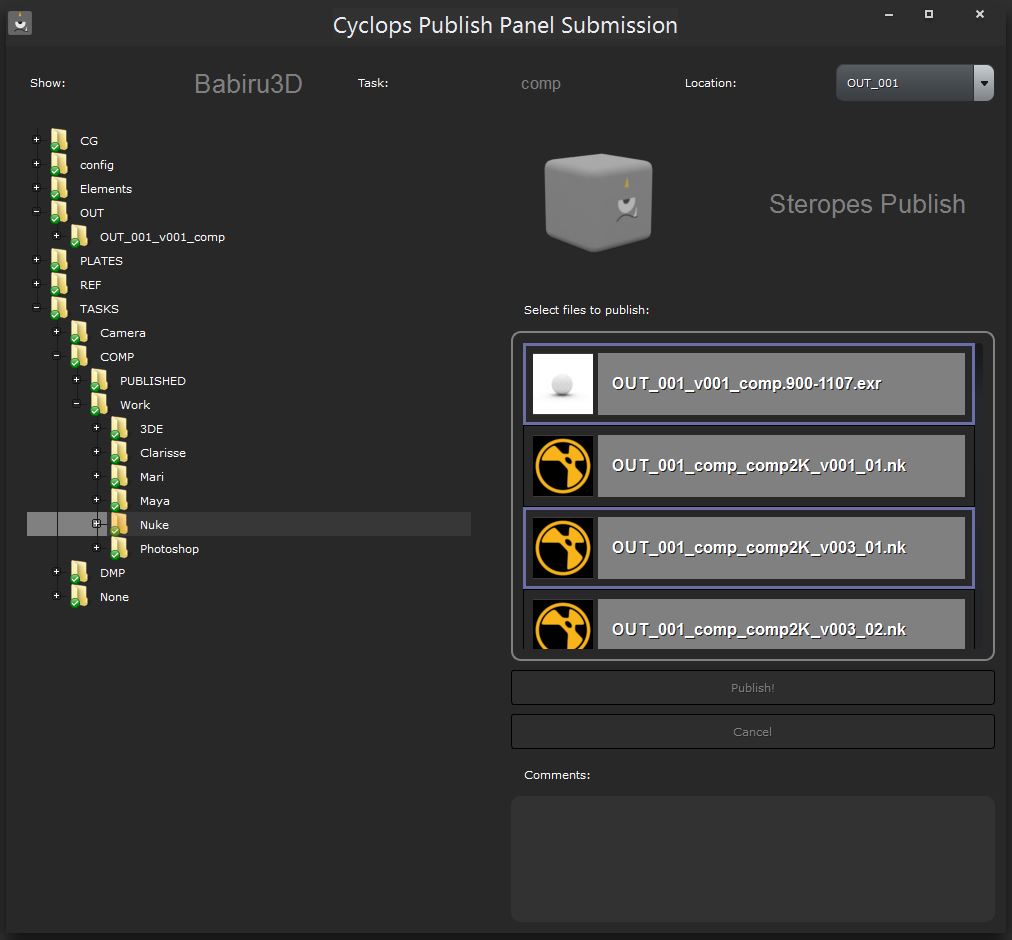 Cyclops Publish Panel Submission
Show: Babiru3D Task: comp Location: OUT_001
CG
config
Elements
OUT
OUT_001_v001_comp
PLATES
REF
TASKS
Camera
COMP
PUBLISHED
Work
3DE
Clarisse
Mari
Maya
Nuke
Photoshop
DMP
None
Steropes Publish
Select files to publish:
OUT_001_v001_comp.900-1107.exr
OUT_001_comp_comp2K_v001_01.nk
OUT_001_comp_comp2K_v003_01.nk
OUT_001_comp_comp2K_v003_02.nk
Publish!
Cancel
Comments: